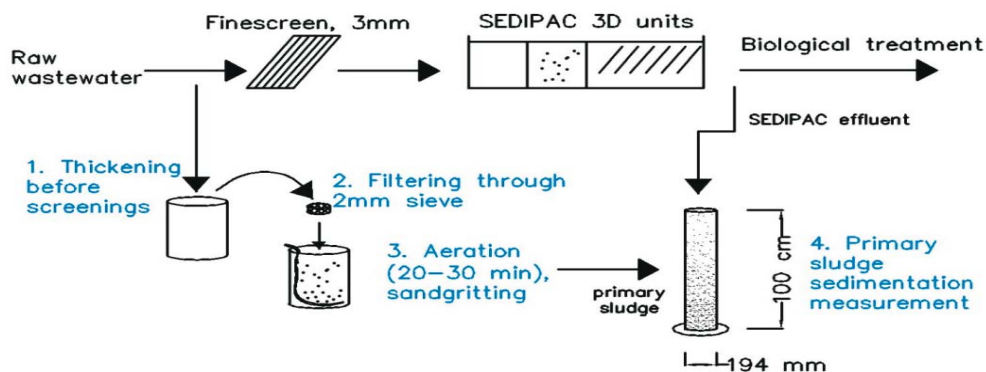 Finescreen, 3mm
SEDIPAC 3D units
Raw
wastewater
Biological treatment
SEDIPAC effluent
1. Thickening
before
screenings
2. Filtering through
2mm sieve
3. Aeration
(20-30 min),
sandgritting
primary
sludge
100 cm
4. Primary
sludge
sedimentation
measurement
194 mm